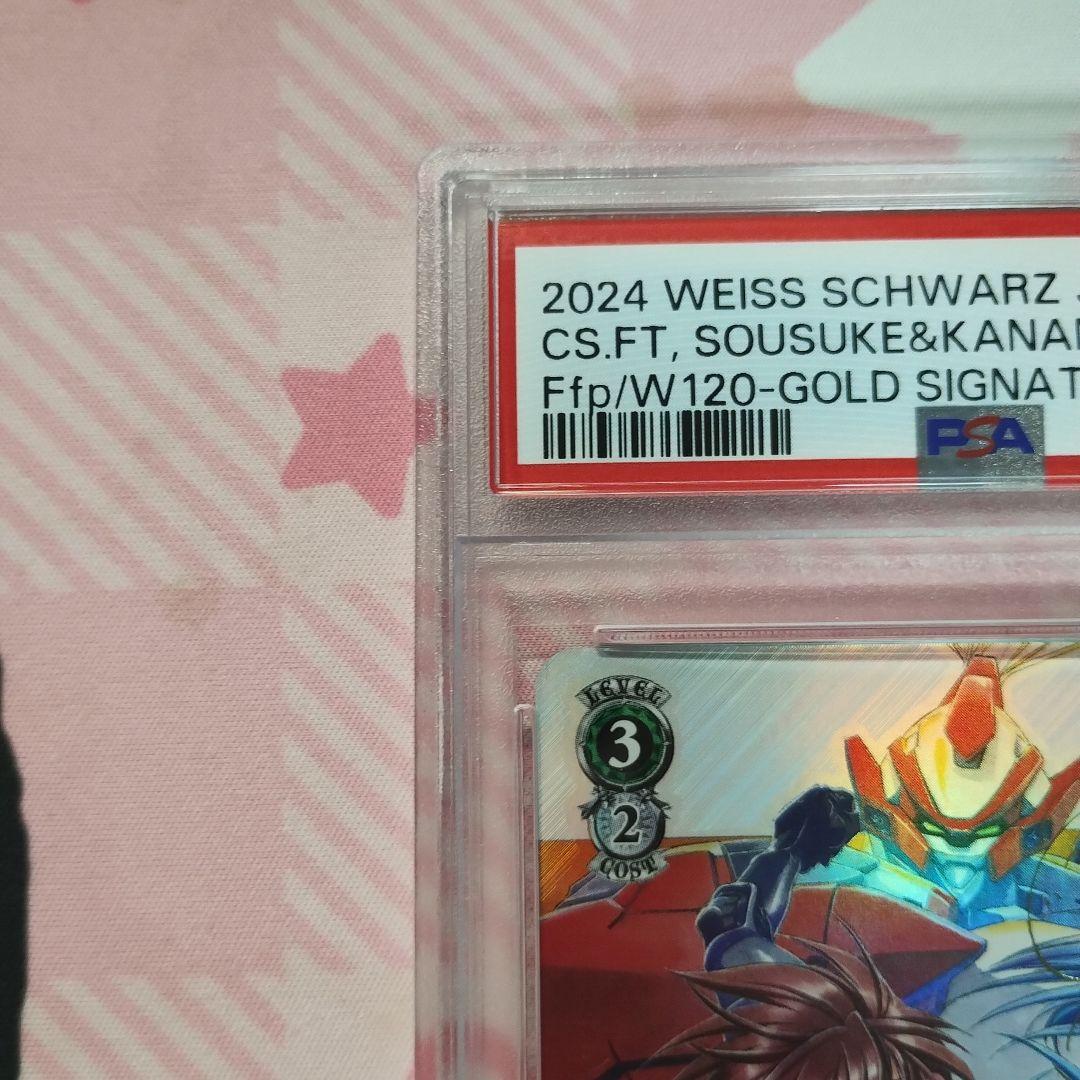 2024 WEISS SCHWARZ
CS.FT, SOUSUKE&KANA
Ffp/W120-GOLD SIGNAT
PSA
LEVEL
3
2
COST